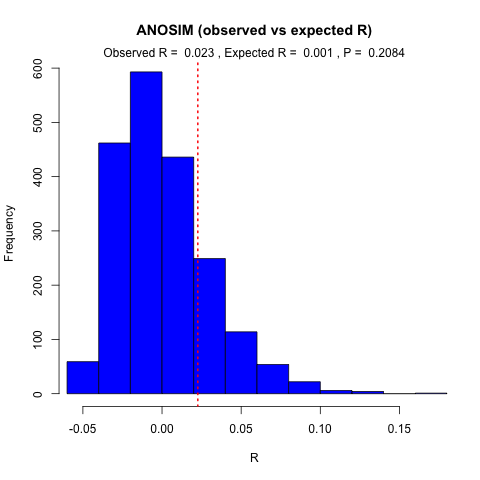 ANOSIM (observed vs expected R)
Observed R =  0.023 , Expected R =  0.001 , P =  0.2084
Frequency
600
500
400
300
200
100
0
-0.05 0.00 0.05 0.10 0.15
R